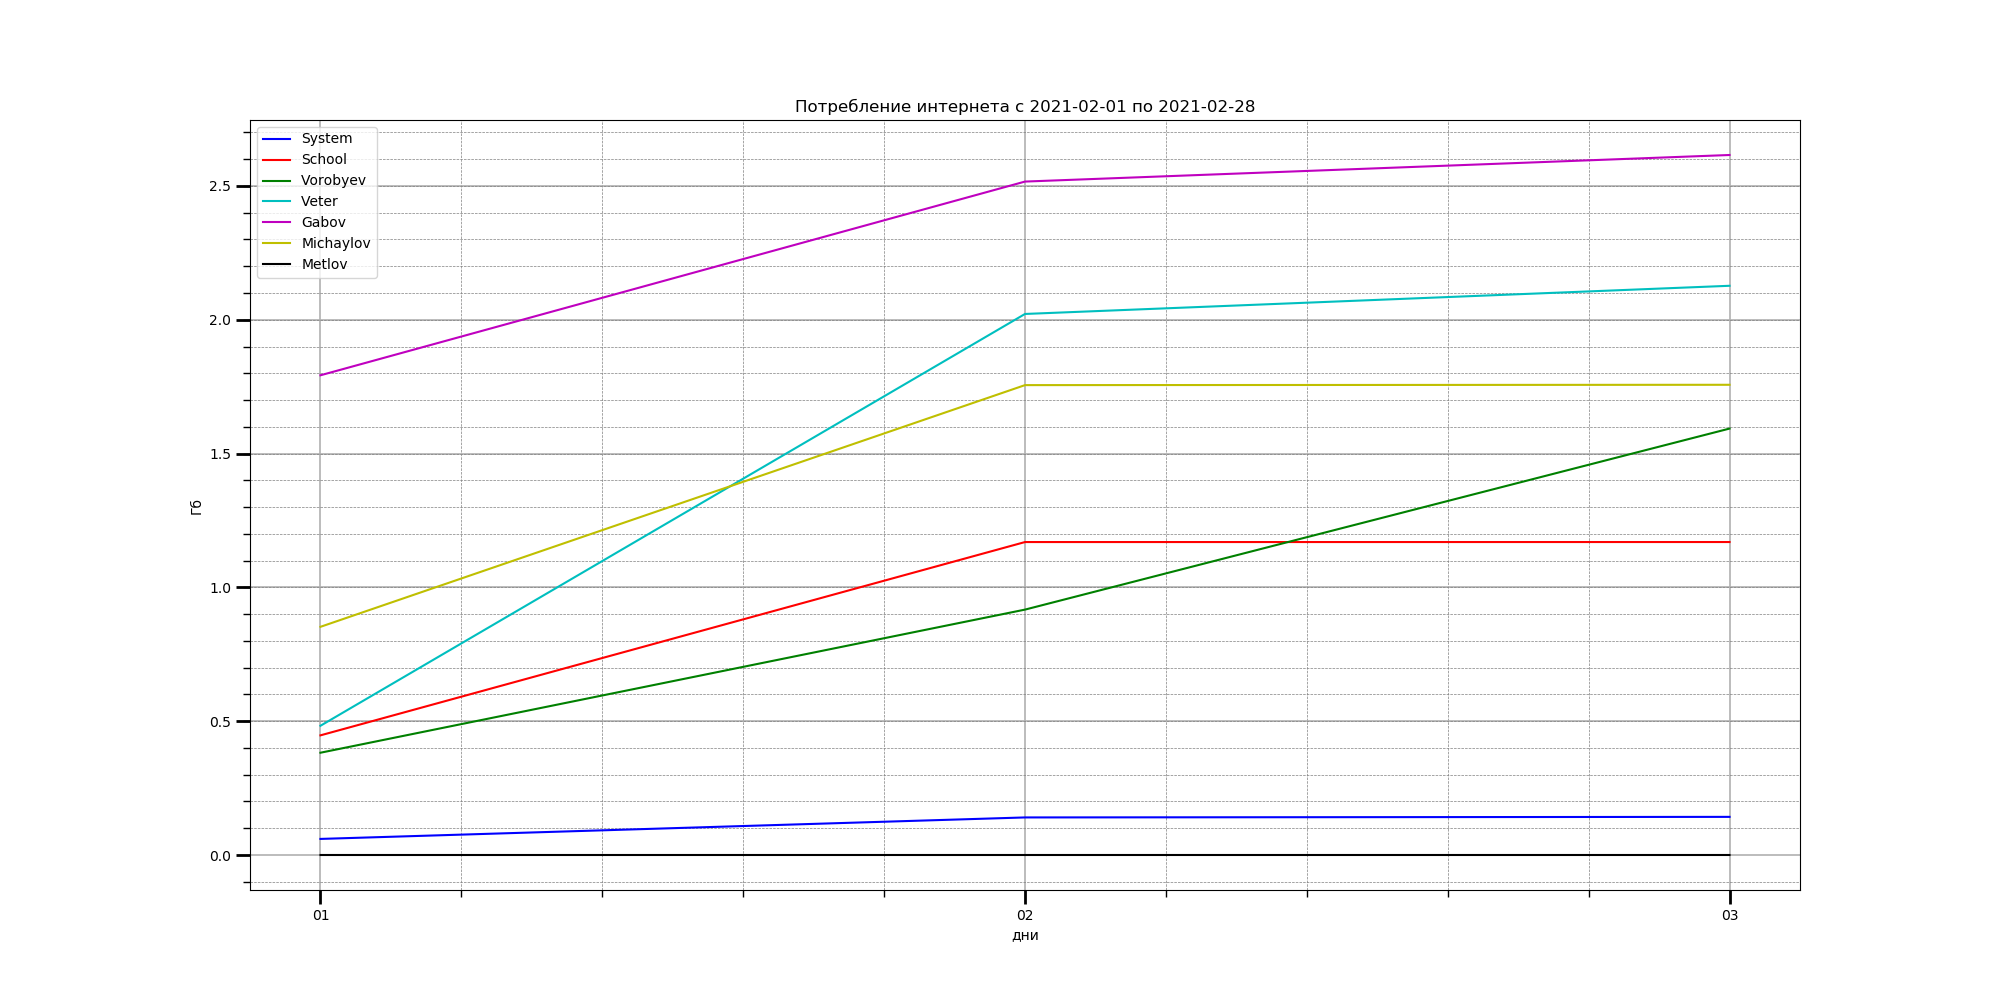 Потребление интернета с 2021-02-01 по 2021-02-28
System
School
Vorobyev
Veter
Gabov
Michaylov
Metlov
2.5
2.0
1.5
1.0
0.5
0.0
Гб
01
02
03
дни